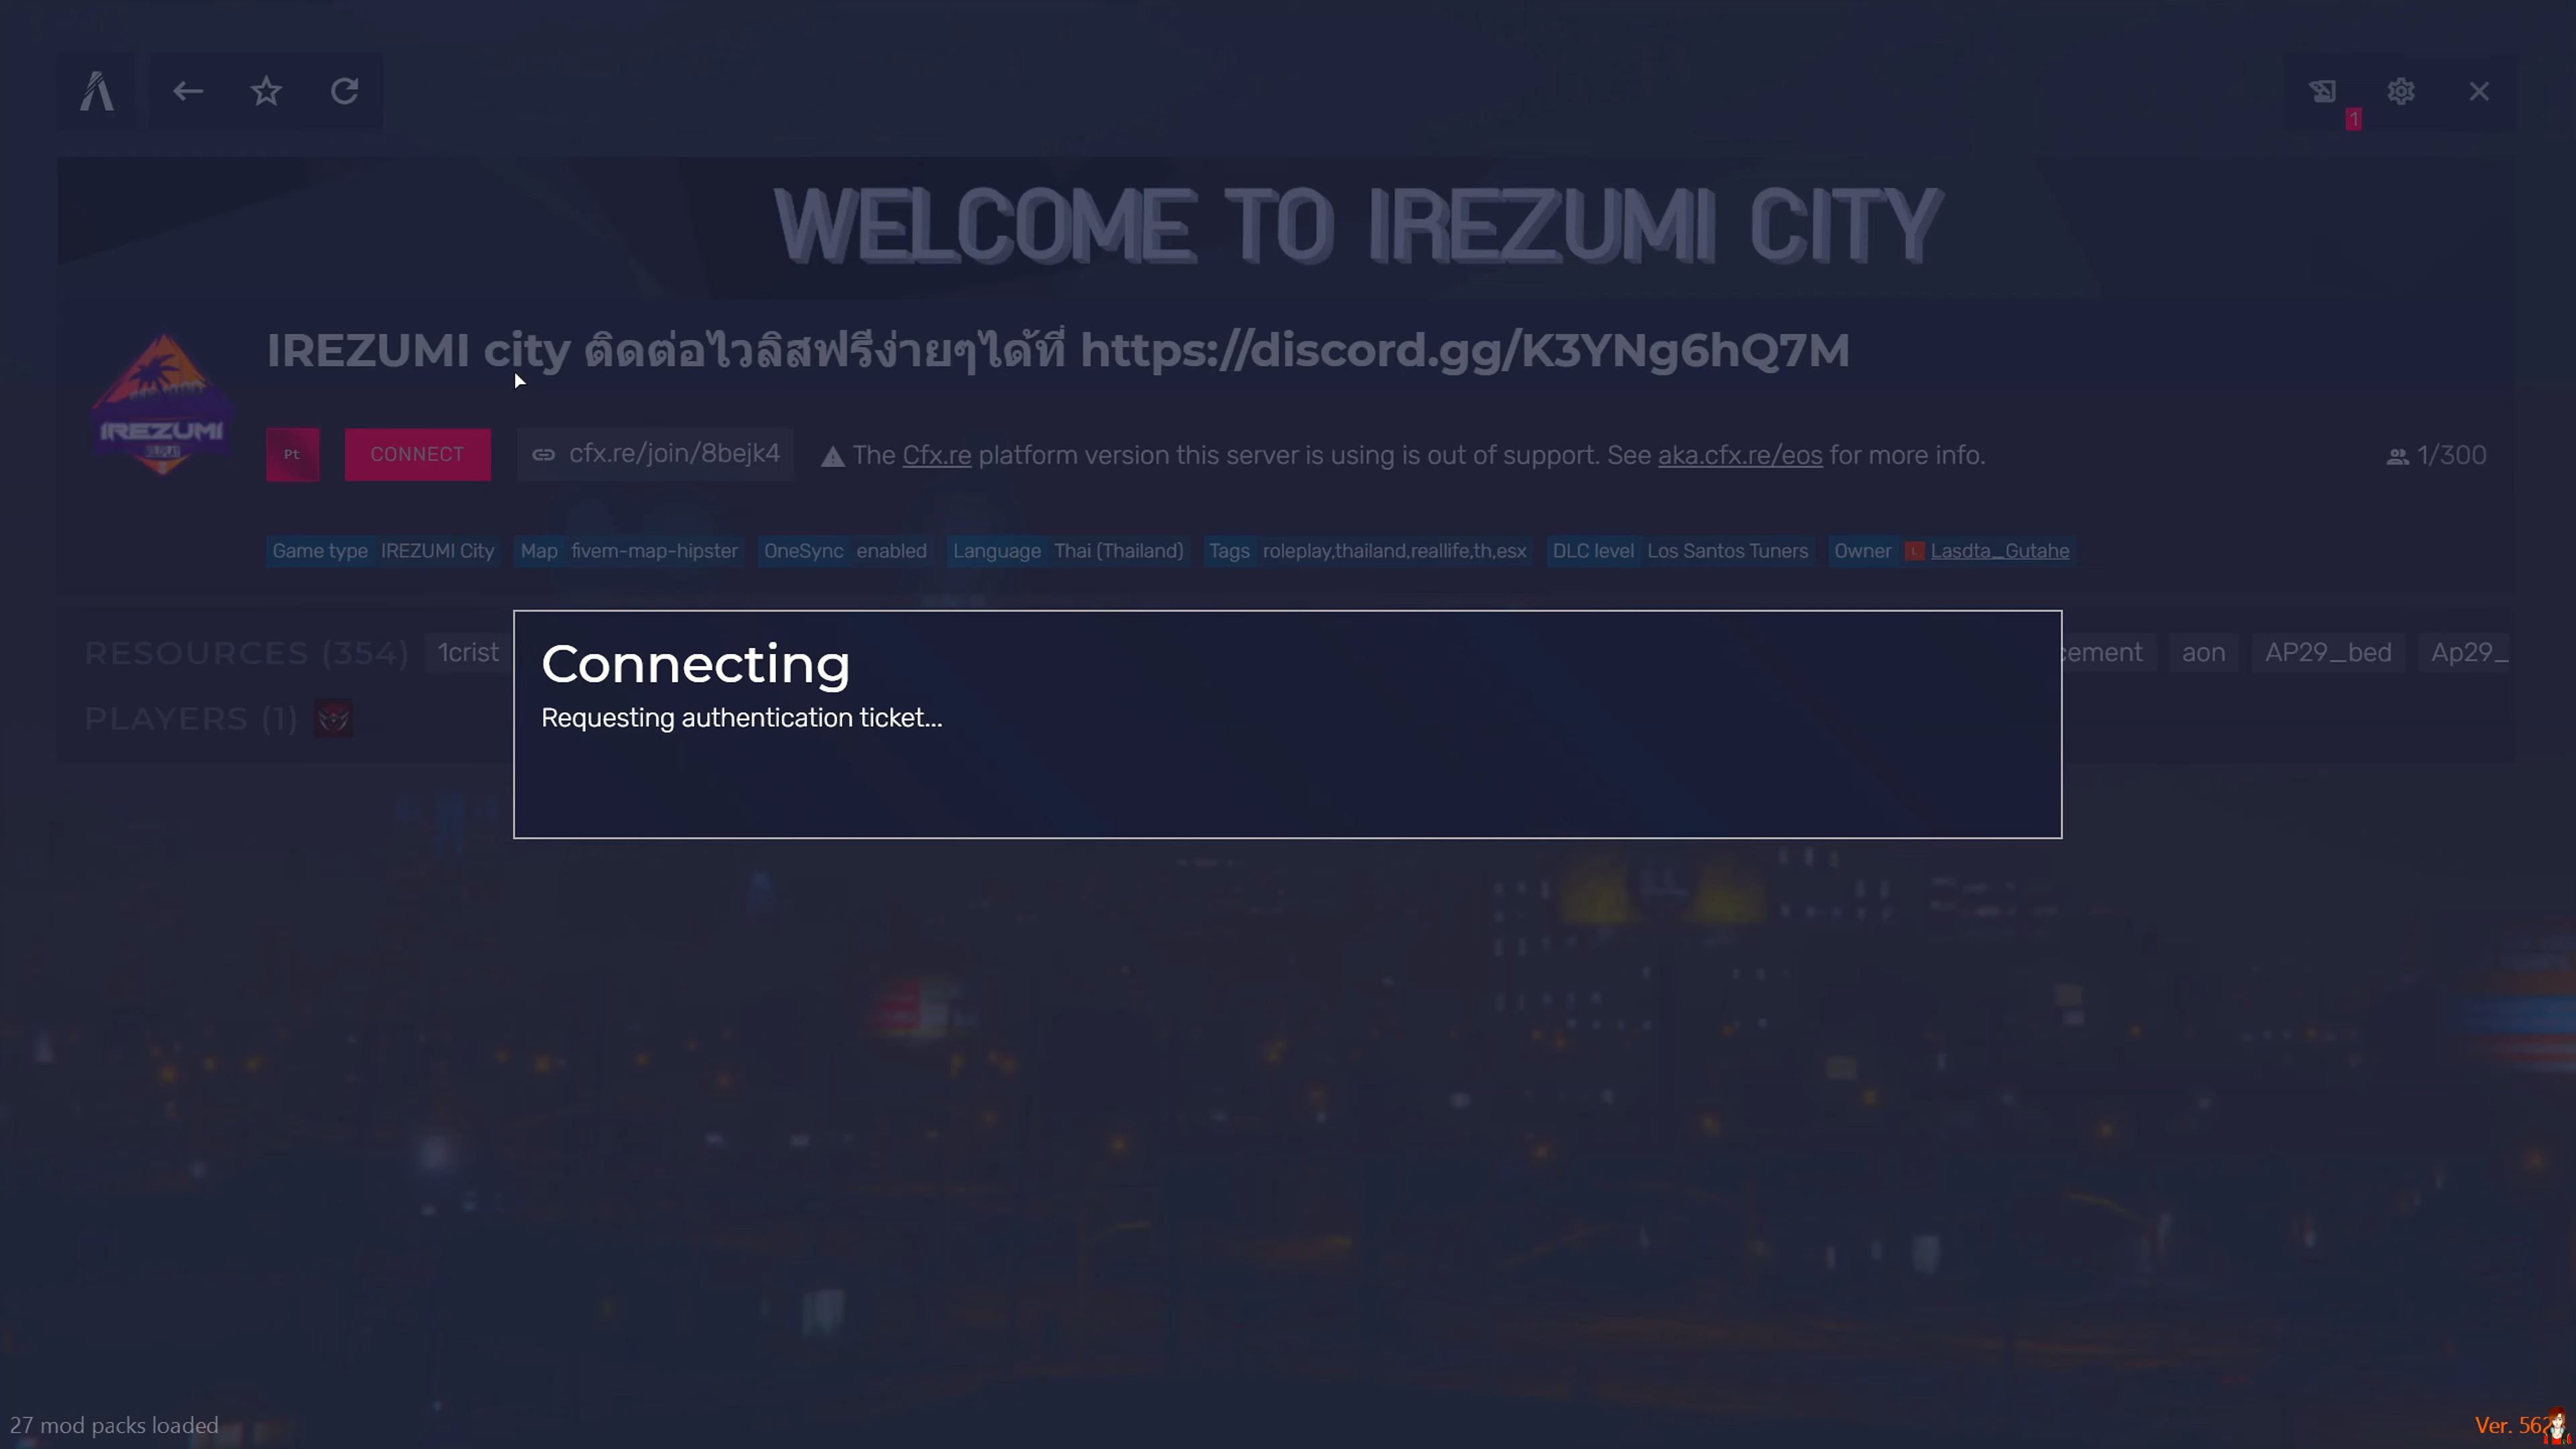 1
WELCOME TO IREZUMI CITY
IREZUMI city ติดต่อไวลิสฟรีง่ายๆได้ที่ https://discord.gg/K3YNg6hQ7M
IREZUMI
Pt CONNECT cfx.re/join/8bejk4 The Cfx.re platform version this server is using is out of support. See aka.cfx.re/eos for more info. 1/300
Game type IREZUMI City Map fivem-map-hipster OneSync enabled Language Thai (Thailand) Tags roleplay,thailand,reallife,th,esx DLC level Los Santos Tuners Owner L Lasdta_Gutahe
RESOURCES (354) 1crist cement aon AP29_bed Ap29_
PLAYERS (1)
Connecting
Requesting authentication ticket...
27 mod packs loaded
Ver. 562